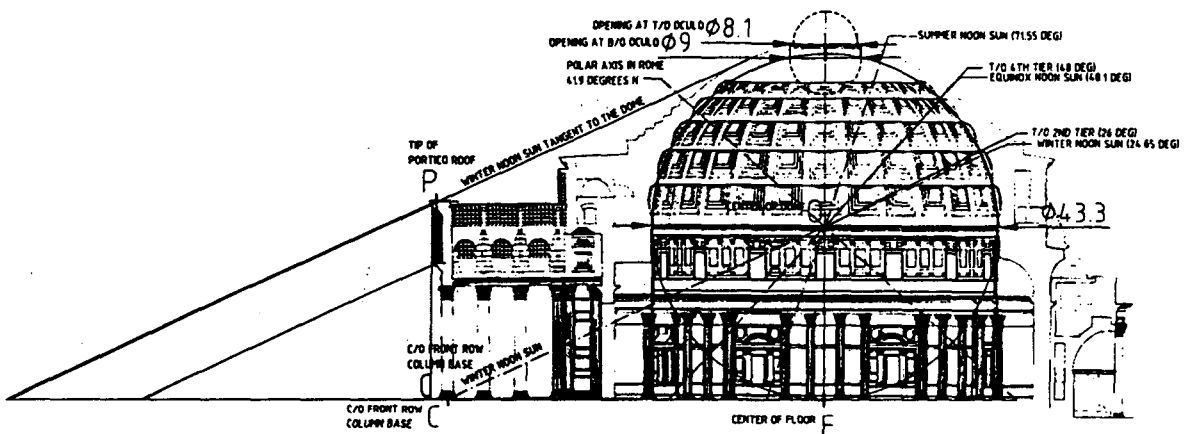 OPENING AT T/O OCULO Ø8.1
OPENING AT B/O OCULO Ø9
SUMMER NOON SUN (71.55 DEG)
POLAR AXIS IN ROME
41.9 DEGREES N
T/O 4TH TIER (48 DEG)
EQUINOX NOON SUN (48.1 DEG)
WINTER NOON SUN TANGENT TO THE DOME
T/O 2ND TIER (26 DEG)
WINTER NOON SUN (24.65 DEG)
TIP OF
PORTICO ROOF
P
CENTER OF DOME
Ø43.3
C/O FRONT ROW
COLUMN BASE
WINTER NOON SUN
C/O FRONT ROW
COLUMN BASE
C
CENTER OF FLOOR
F